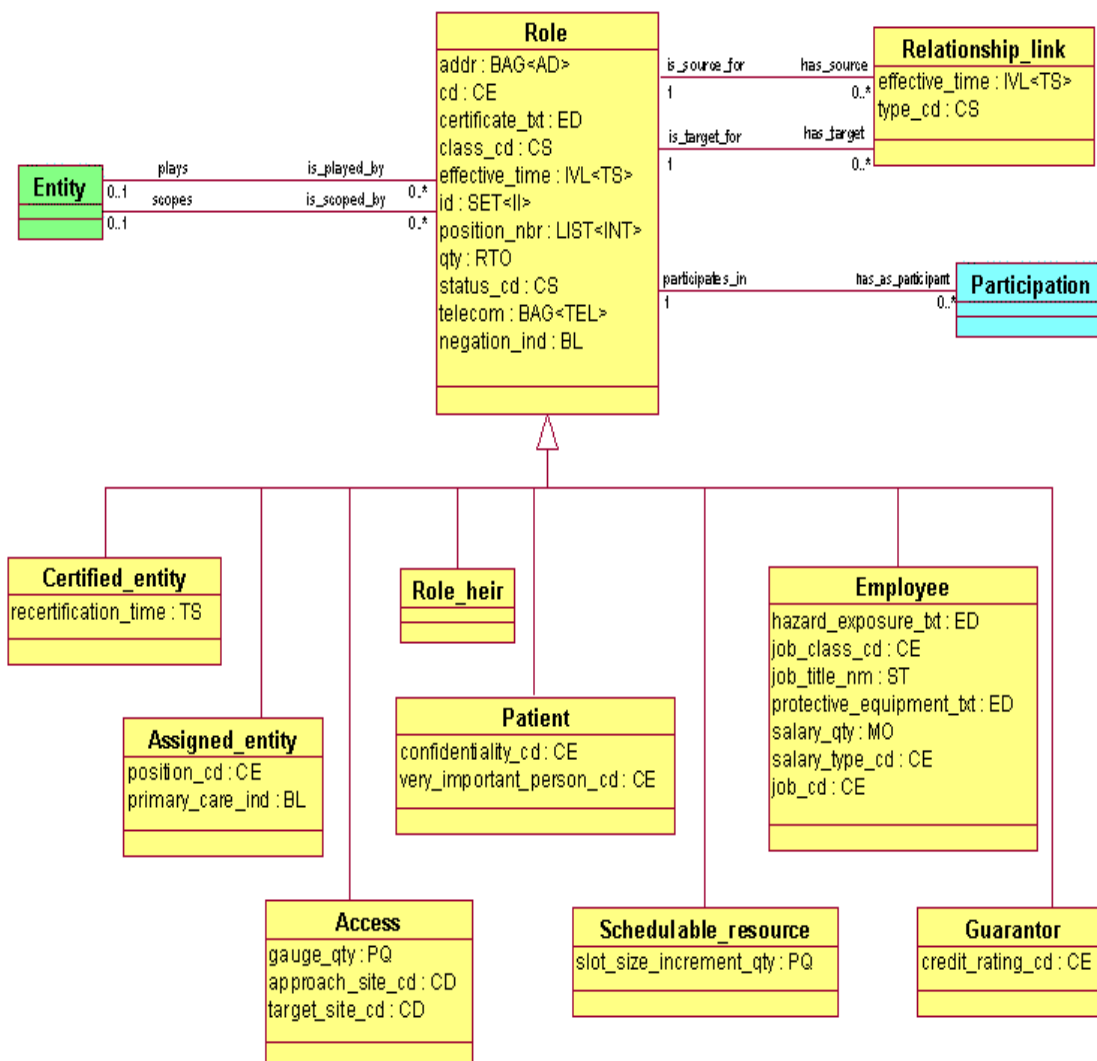 Role
addr : BAG<AD>
cd : CE
certificate_txt : ED
class_cd : CS
effective_time : IVL<TS>
id : SET<II>
position_nbr : LIST<INT>
qty : RTO
status_cd : CS
telecom : BAG<TEL>
negation_ind : BL
is_source_for has_source
1 0..*
is_target_for has_target
1 0..*
Relationship_link
effective_time : IVL<TS>
type_cd : CS
Entity
plays is_played_by
0..1 0..*
scopes is_scoped_by
0..1 0..*
participates_in has_as_participant
1 0..*
Participation
Certified_entity
recertification_time : TS
Role_heir
Employee
hazard_exposure_txt : ED
job_class_cd : CE
job_title_nm : ST
protective_equipment_txt : ED
salary_qty : MO
salary_type_cd : CE
job_cd : CE
Assigned_entity
position_cd : CE
primary_care_ind : BL
Patient
confidentiality_cd : CE
very_important_person_cd : CE
Access
gauge_qty : PQ
approach_site_cd : CD
target_site_cd : CD
Schedulable_resource
slot_size_increment_qty : PQ
Guarantor
credit_rating_cd : CE